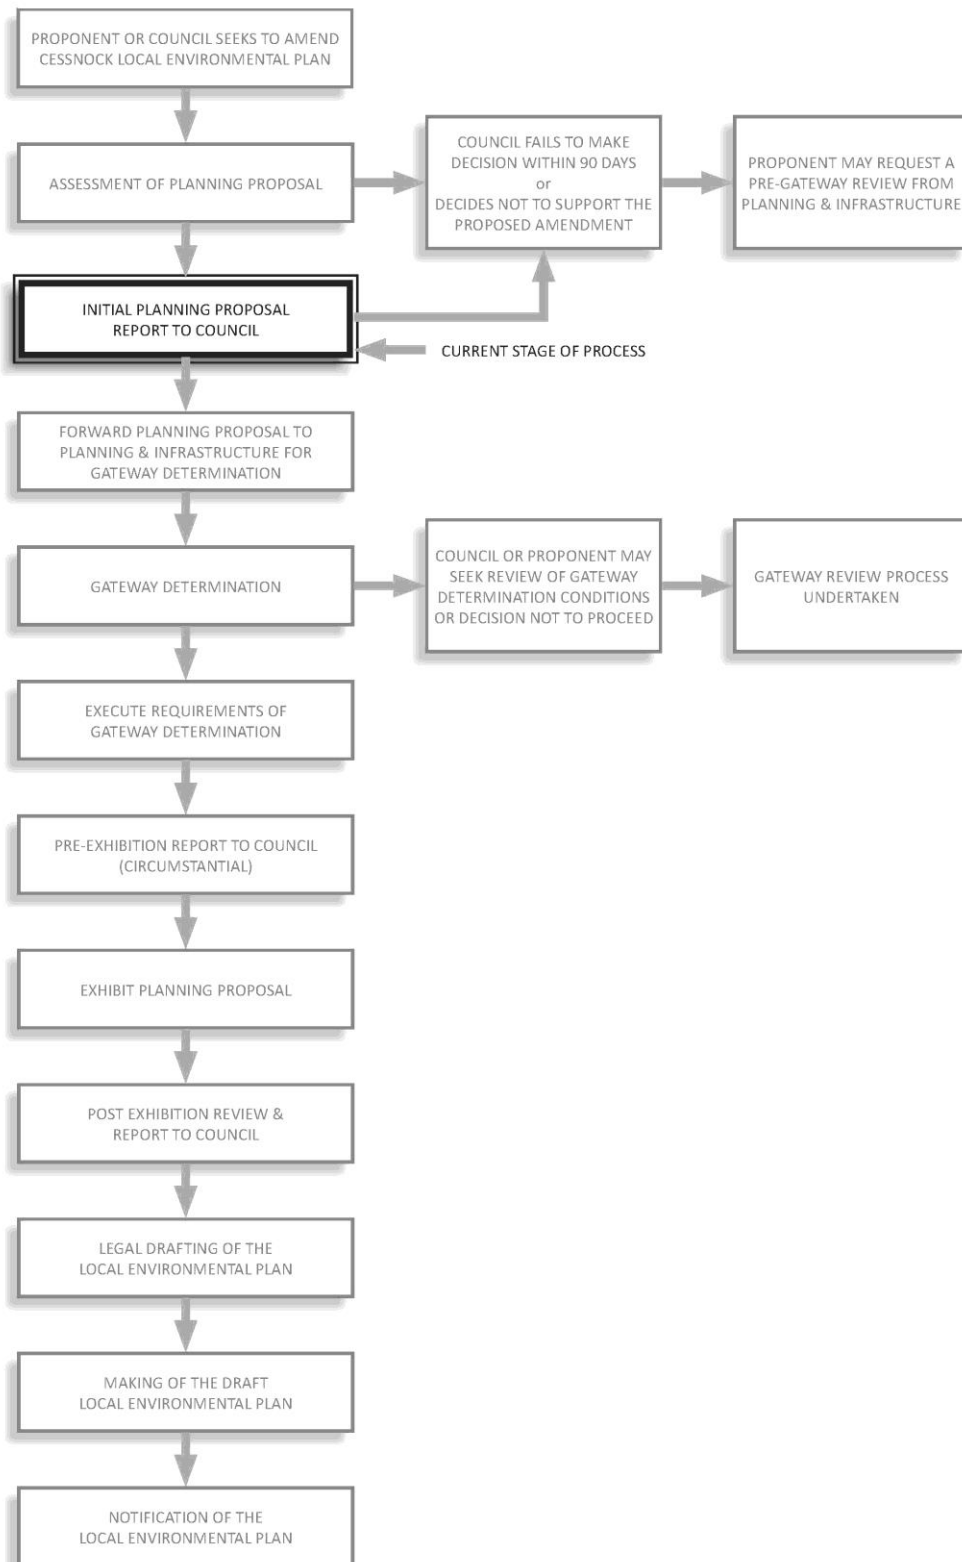 PROPONENT OR COUNCIL SEEKS TO AMEND
CESSNOCK LOCAL ENVIRONMENTAL PLAN
ASSESSMENT OF PLANNING PROPOSAL
COUNCIL FAILS TO MAKE
DECISION WITHIN 90 DAYS
or
DECIDES NOT TO SUPPORT THE
PROPOSED AMENDMENT
PROPONENT MAY REQUEST A
PRE-GATEWAY REVIEW FROM
PLANNING & INFRASTRUCTURE
INITIAL PLANNING PROPOSAL
REPORT TO COUNCIL
CURRENT STAGE OF PROCESS
FORWARD PLANNING PROPOSAL TO
PLANNING & INFRASTRUCTURE FOR
GATEWAY DETERMINATION
GATEWAY DETERMINATION
COUNCIL OR PROPONENT MAY
SEEK REVIEW OF GATEWAY
DETERMINATION CONDITIONS
OR DECISION NOT TO PROCEED
GATEWAY REVIEW PROCESS
UNDERTAKEN
EXECUTE REQUIREMENTS OF
GATEWAY DETERMINATION
PRE-EXHIBITION REPORT TO COUNCIL
(CIRCUMSTANTIAL)
EXHIBIT PLANNING PROPOSAL
POST EXHIBITION REVIEW &
REPORT TO COUNCIL
LEGAL DRAFTING OF THE
LOCAL ENVIRONMENTAL PLAN
MAKING OF THE DRAFT
LOCAL ENVIRONMENTAL PLAN
NOTIFICATION OF THE
LOCAL ENVIRONMENTAL PLAN